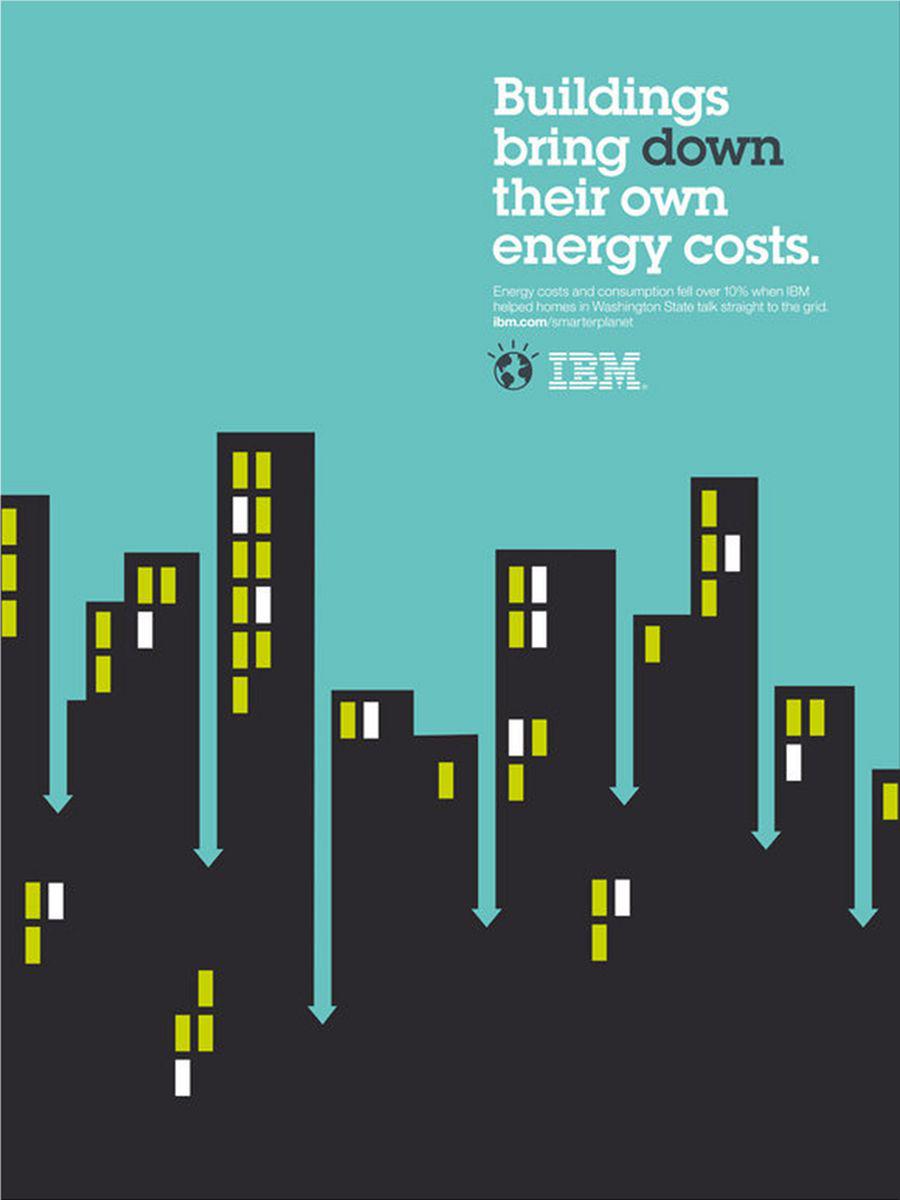 Buildings
bring down
their own
energy costs.
Energy costs and consumption fell over 10% when IBM
helped homes in Washington State talk straight to the grid.
ibm.com/smarterplanet
IBM®